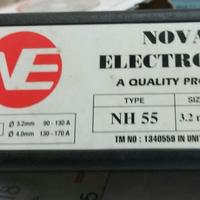 NOVA
ELECTRO
A QUALITY PRO
NE
TYPE
NH 55
SIZ
3.2
ø 3.2mm 90 - 130 A
ø 4.0mm 130 - 170 A
TM NO : 1340559 IN UNIT